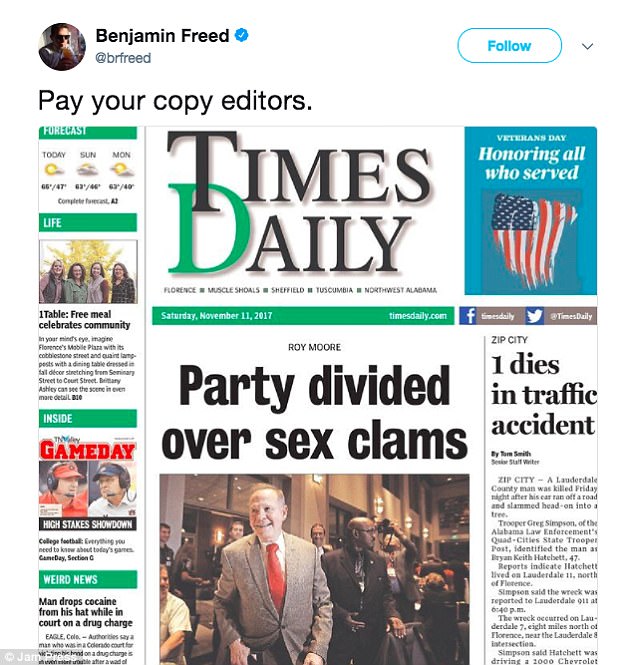 Benjamin Freed
@brfreed
Follow
Pay your copy editors.
FORECAST
TODAY SUN MON
65°/47° 63°/46° 63°/40°
Complete forecast, A2
LIFE
1Table: Free meal
celebrates community
In your mind's eye, imagine
Florence's Mobile Plaza with its
cobblestone street and quaint lamp-
posts with a dining table dressed in
fall décor stretching from Seminary
Street to Court Street. Brittany
Ashley can see the scene in even
more detail. B10
INSIDE
TNValley
GAMEDAY
HIGH STAKES SHOWDOWN
College football: Everything you
need to know about today's games.
GameDay, Section G
WEIRD NEWS
Man drops cocaine
from his hat while in
court on a drug charge
EAGLE, Colo. — Authorities say a
man who was in a Colorado court for
TIMES
DAILY
FLORENCE MUSCLE SHOALS SHEFFIELD TUSCUMBIA NORTHWEST ALABAMA
VETERANS DAY
Honoring all
who served
Saturday, November 11, 2017 timesdaily.com timesdaily @TimesDaily
ROY MOORE
Party divided
over sex clams
ZIP CITY
1 dies
in traffic
accident
By Tom Smith
Senior Staff Writer
ZIP CITY — A Lauderdale
County man was killed Friday
night after his car ran off a road
and slammed head-on into a
tree.
Trooper Greg Simpson, of the
Alabama Law Enforcement's
Quad-Cities State Trooper
Post, identified the man as
Bryan Keith Hatchett, 47.
Reports indicate Hatchett
lived on Lauderdale 11, north
of Florence.
Simpson said the wreck was
reported to Lauderdale 911 at
6:40 p.m.
The wreck occurred on Lau-
derdale 7, eight miles north of
Florence, near the Lauderdale 8
intersection.
Simpson said Hatchett was
driving a 2000 Chevrolet